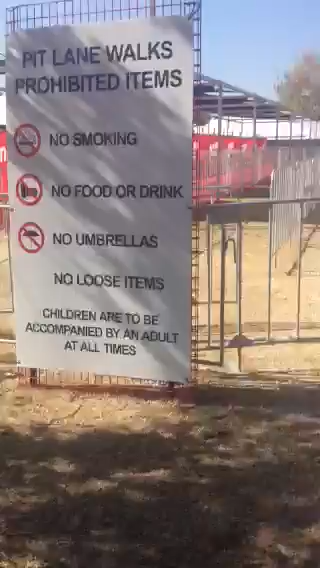 PIT LANE WALKS
PROHIBITED ITEMS
NO SMOKING
NO FOOD OR DRINK
NO UMBRELLAS
NO LOOSE ITEMS
CHILDREN ARE TO BE
ACCOMPANIED BY AN ADULT
AT ALL TIMES